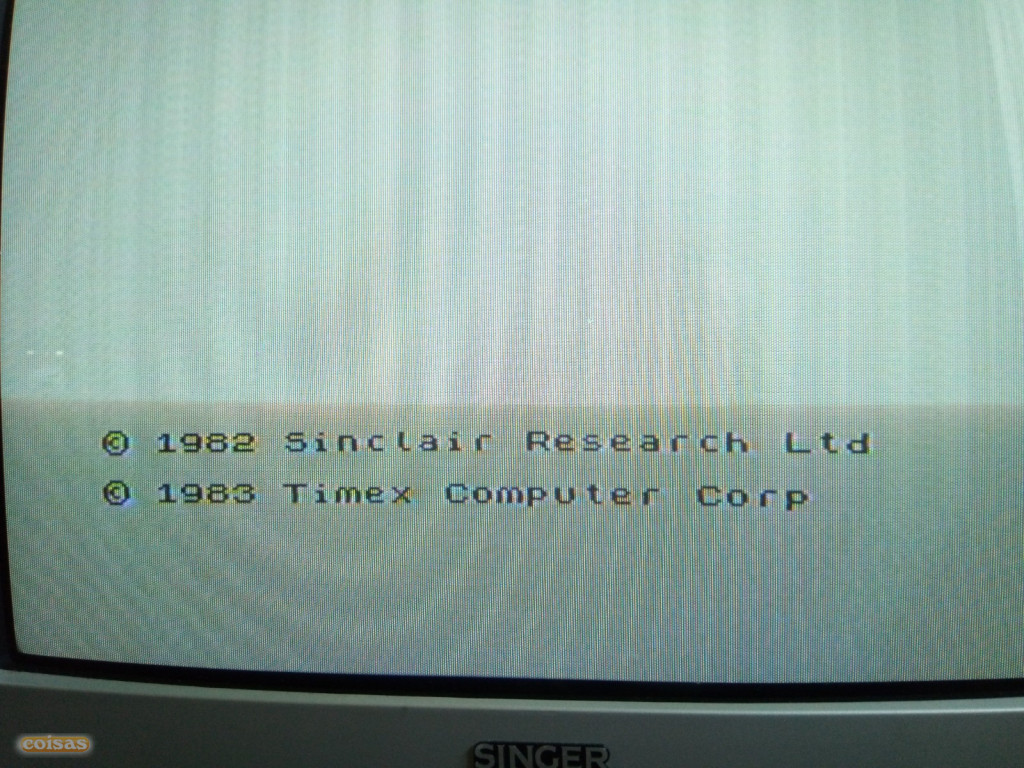 © 1982 Sinclair Research Ltd
© 1983 Timex Computer Corp
coisas
SINGER